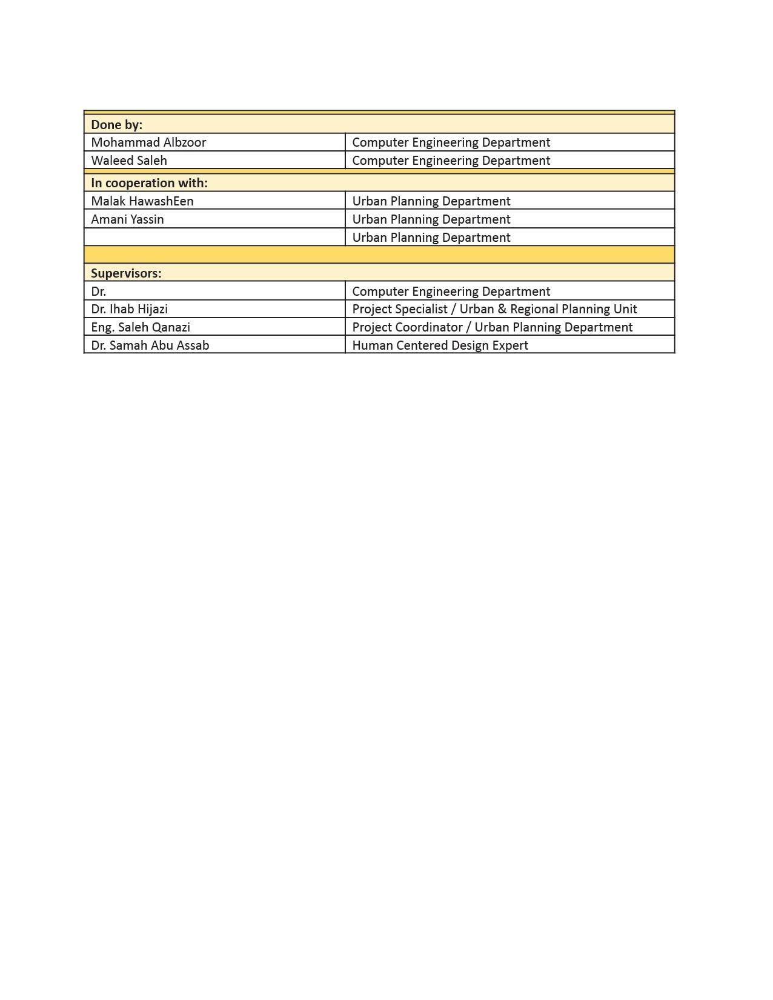 Done by:
Mohammad Albzoor Computer Engineering Department
Waleed Saleh Computer Engineering Department
In cooperation with:
Malak HawashEen Urban Planning Department
Amani Yassin Urban Planning Department
Urban Planning Department
Supervisors:
Dr. Computer Engineering Department
Dr. Ihab Hijazi Project Specialist / Urban & Regional Planning Unit
Eng. Saleh Qanazi Project Coordinator / Urban Planning Department
Dr. Samah Abu Assab Human Centered Design Expert